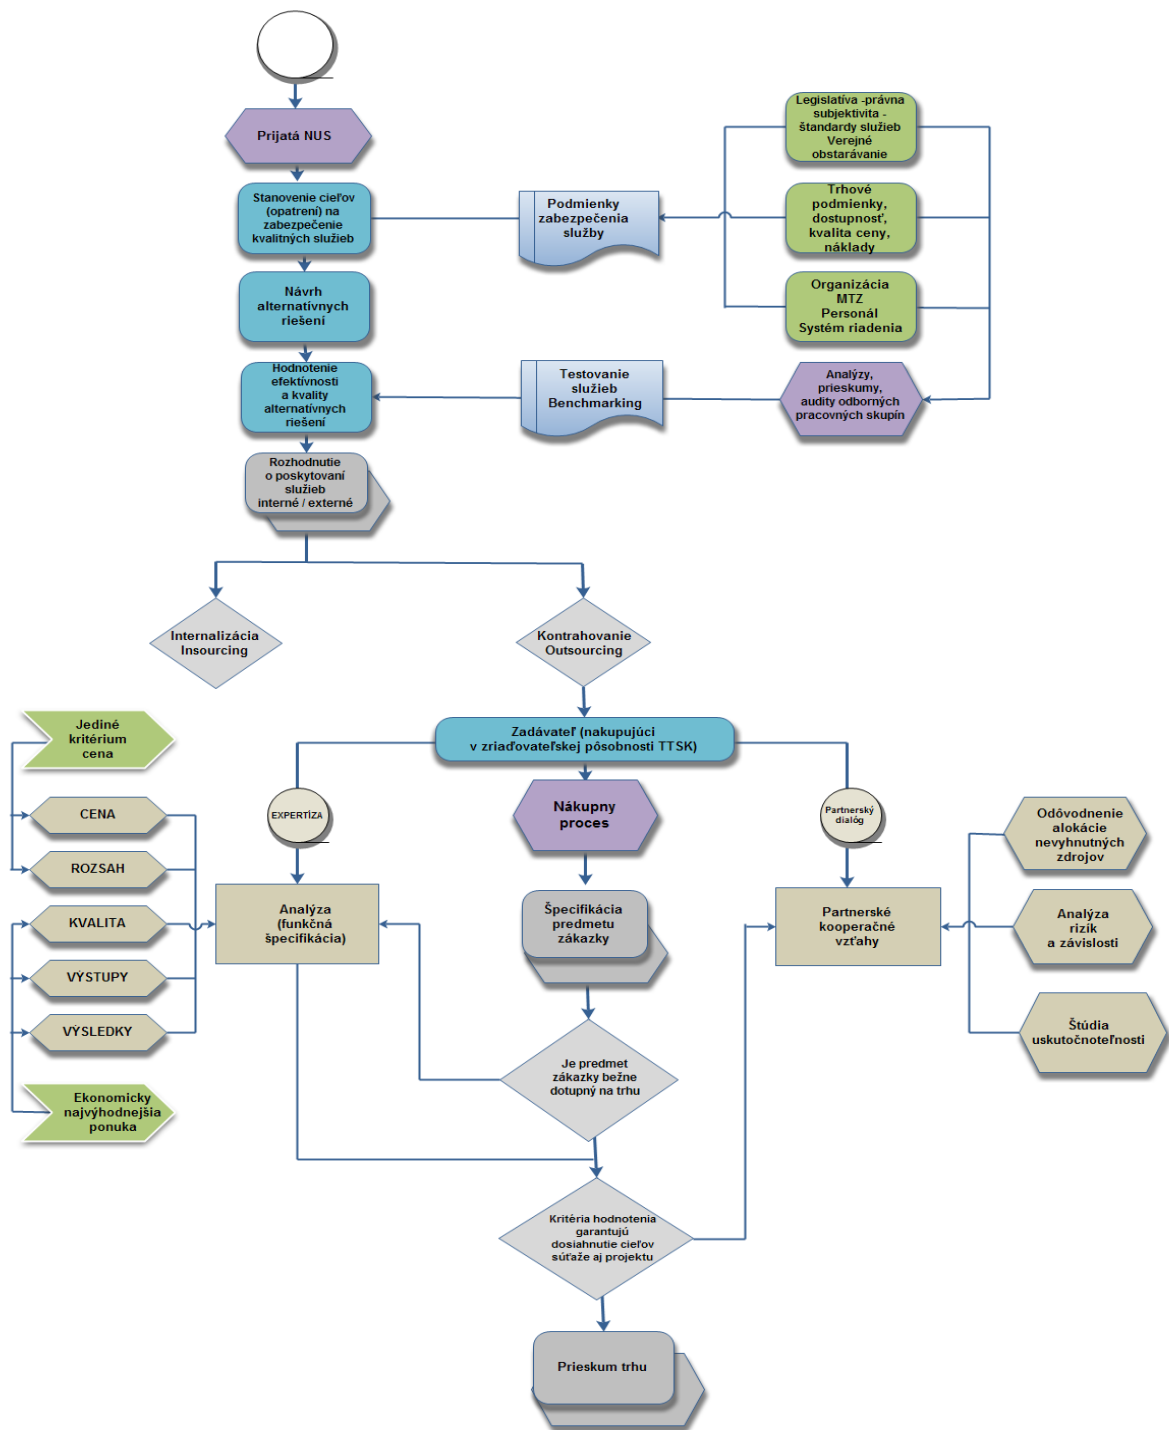 Prijatá NUS
Legislatíva -právna
subjektivita -
štandardy služieb
Verejné
obstarávanie
Stanovenie cieľov
(opatrení) na
zabezpečenie
kvalitných služieb
Podmienky
zabezpečenia
služby
Trhové
podmienky,
dostupnosť,
kvalita ceny,
náklady
Návrh
alternatívnych
riešení
Organizácia
MTZ
Personál
Systém riadenia
Hodnotenie
efektívnosti
a kvality
alternatívnych
riešení
Testovanie
služieb
Benchmarking
Analýzy,
prieskumy,
audity odborných
pracovných skupín
Rozhodnutie
o poskytovaní
služieb
interné / externé
Internalizácia
Insourcing
Kontrahovanie
Outsourcing
Jediné
kritérium
cena
Zadávateľ (nakupujúci
v zriaďovateľskej pôsobnosti TTSK)
CENA
EXPERTÍZA
Nákupny
proces
Partnerský
dialóg
Odôvodnenie
alokácie
nevyhnutných
zdrojov
ROZSAH
KVALITA
Analýza
(funkčná
špecifikácia)
Špecifikácia
predmetu
zákazky
Partnerské
kooperačné
vzťahy
Analýza
rizík
a závislosti
VÝSTUPY
VÝSLEDKY
Štúdia
uskutočnoteľnosti
Je predmet
zákazky bežne
dotupný na trhu
Ekonomicky
najvýhodnejšia
ponuka
Kritéria hodnotenia
garantujú
dosiahnutie cieľov
súťaže aj projektu
Prieskum trhu